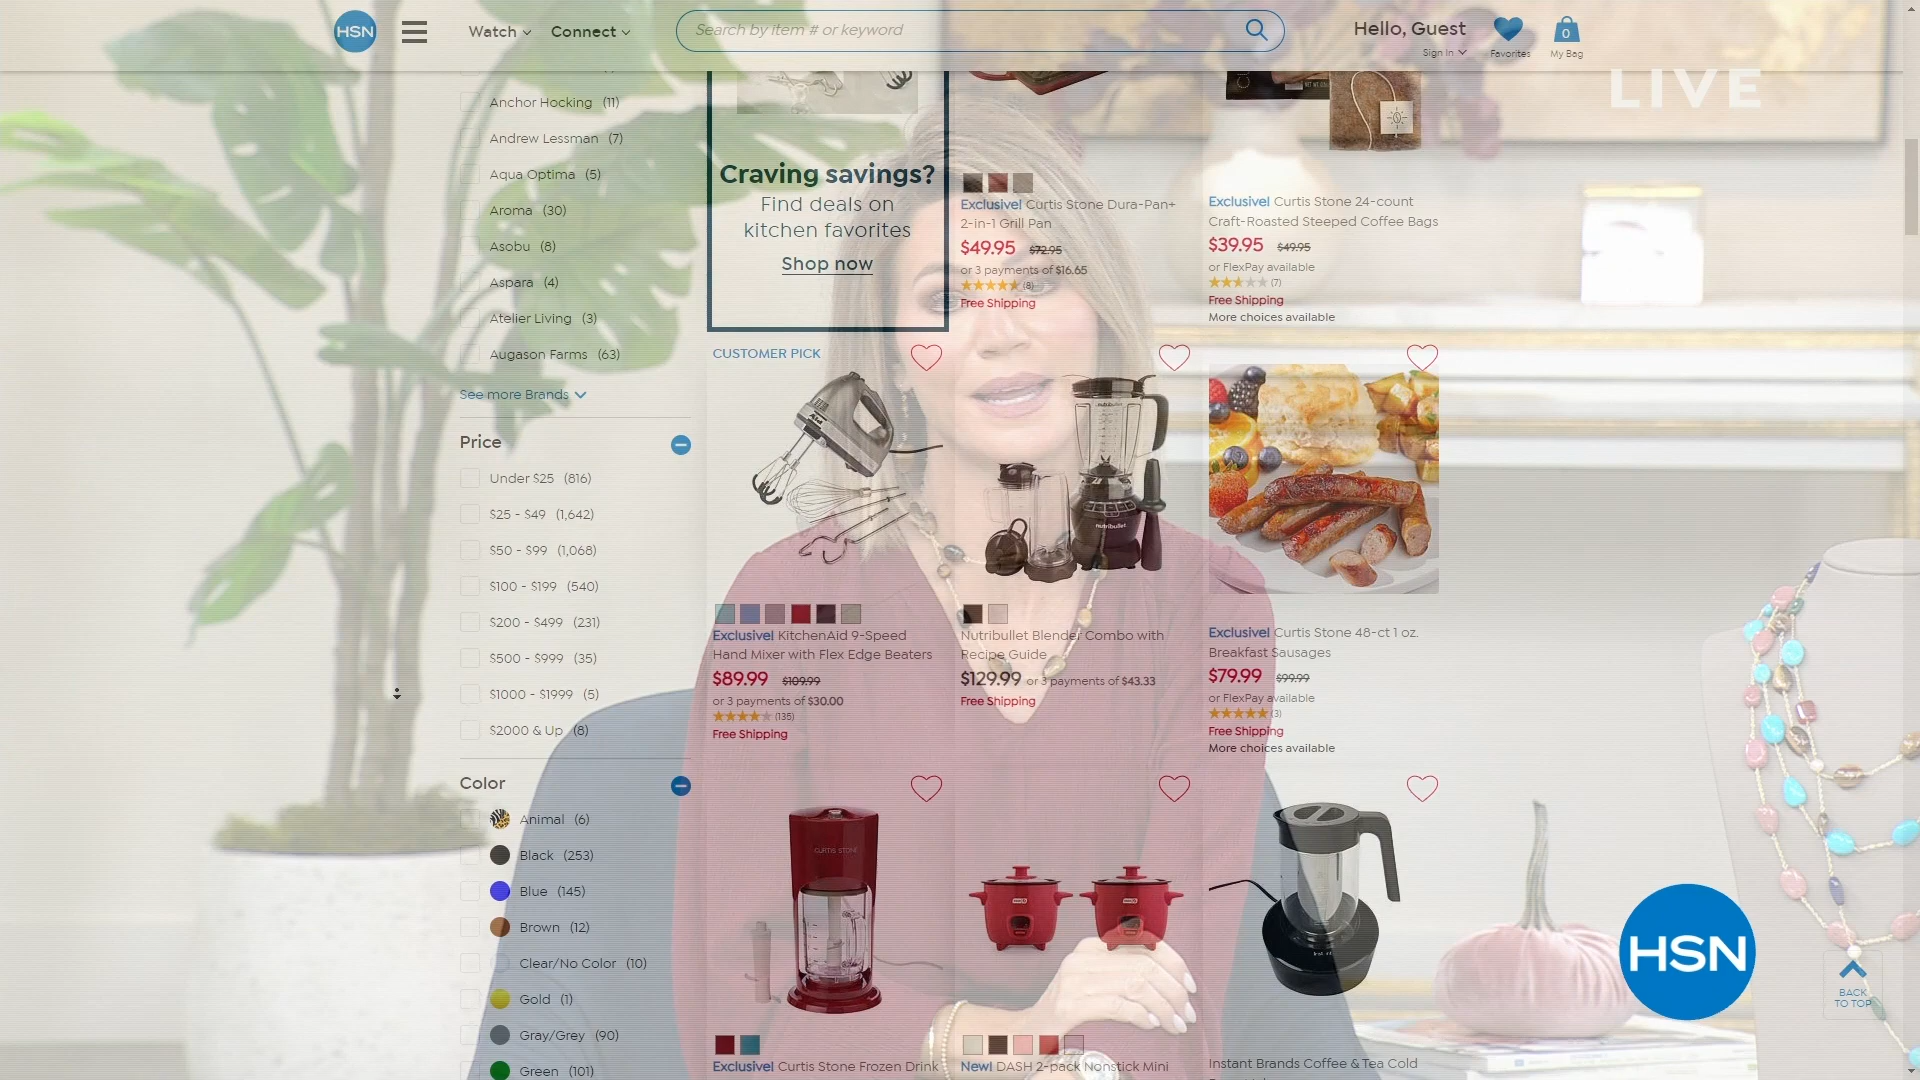 HSN
Watch
Connect
Search by item # or keyword
Hello, Guest
Sign In
Favorites
0
My Bag
LIVE
Anchor Hocking (11)
Andrew Lessman (7)
Aqua Optima (5)
Aroma (30)
Asobu (8)
Aspara (4)
Atelier Living (3)
Augason Farms (63)
See more Brands
Price
Under $25 (816)
$25 - $49 (1,642)
$50 - $99 (1,068)
$100 - $199 (540)
$200 - $499 (231)
$500 - $999 (35)
$1000 - $1999 (5)
$2000 & Up (8)
Color
Animal (6)
Black (253)
Blue (145)
Brown (12)
Clear/No Color (10)
Gold (1)
Gray/Grey (90)
Green (101)
Craving savings?
Find deals on
kitchen favorites
Shop now
Exclusive! Curtis Stone Dura-Pan+
2-in-1 Grill Pan
$49.95 $72.95
or 3 payments of $16.65
(8)
Free Shipping
Exclusive! Curtis Stone 24-count
Craft-Roasted Steeped Coffee Bags
$39.95 $49.95
or FlexPay available
(7)
Free Shipping
More choices available
CUSTOMER PICK
Exclusive! KitchenAid 9-Speed
Hand Mixer with Flex Edge Beaters
$89.99 $109.99
or 3 payments of $30.00
(135)
Free Shipping
nutribullet
Nutribullet Blender Combo with
Recipe Guide
$129.99 or 3 payments of $43.33
Free Shipping
Exclusive! Curtis Stone 48-ct 1 oz.
Breakfast Sausages
$79.99 $99.99
or FlexPay available
(3)
Free Shipping
More choices available
CURTIS STONE
Exclusive! Curtis Stone Frozen Drink
New! DASH 2-pack Nonstick Mini
Instant Brands Coffee & Tea Cold
HSN
BACK
TO TOP